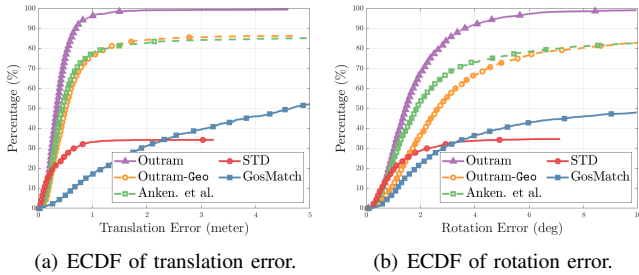 100
90
80
70
60
50
40
30
20
10
0
Percentage (%)
0 1 2 3 4 5
Translation Error (meter)
Outram
Outram-Geo
Anken. et al.
STD
GosMatch
(a) ECDF of translation error.
100
90
80
70
60
50
40
30
20
10
0
Percentage (%)
0 2 4 6 8 10
Rotation Error (deg)
Outram
Outram-Geo
Anken. et al.
STD
GosMatch
(b) ECDF of rotation error.